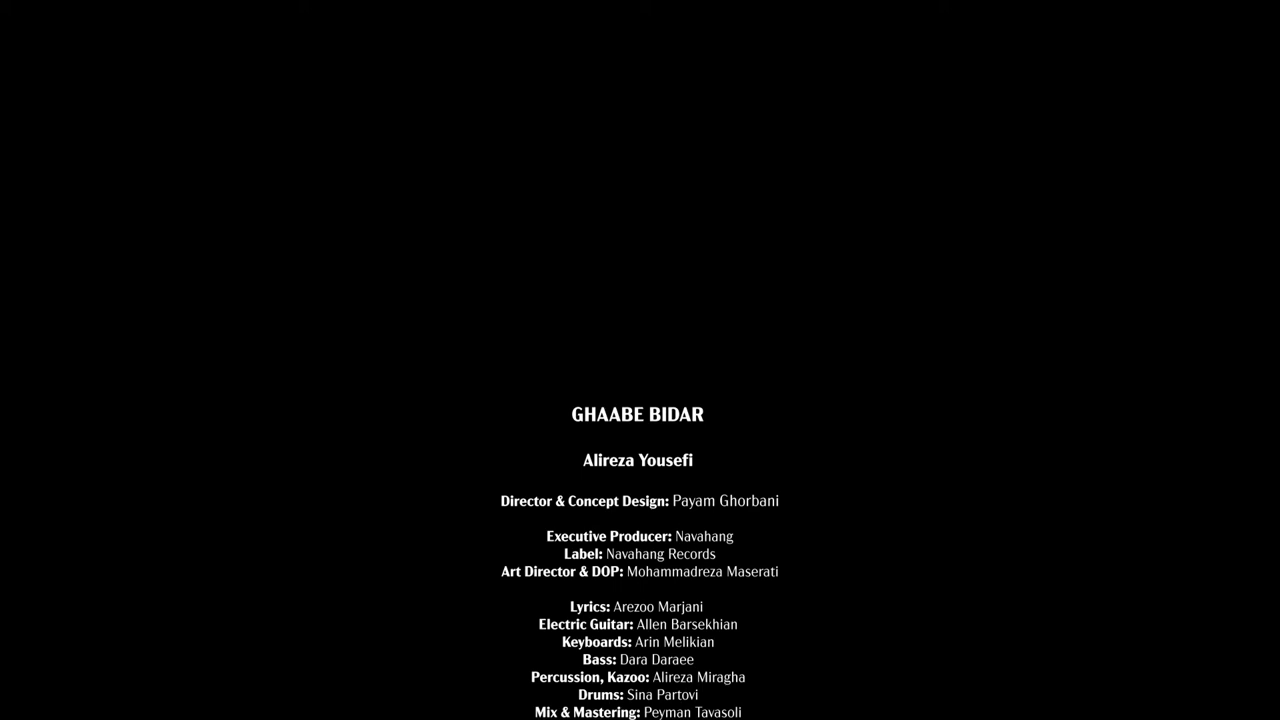 GHAABE BIDAR
Alireza Yousefi
Director & Concept Design: Payam Ghorbani
Executive Producer: Navahang
Label: Navahang Records
Art Director & DOP: Mohammadreza Maserati
Lyrics: Arezoo Marjani
Electric Guitar: Allen Barsekhian
Keyboards: Arin Melikian
Bass: Dara Daraee
Percussion, Kazoo: Alireza Miragha
Drums: Sina Partovi
Mix & Mastering: Peyman Tavasoli